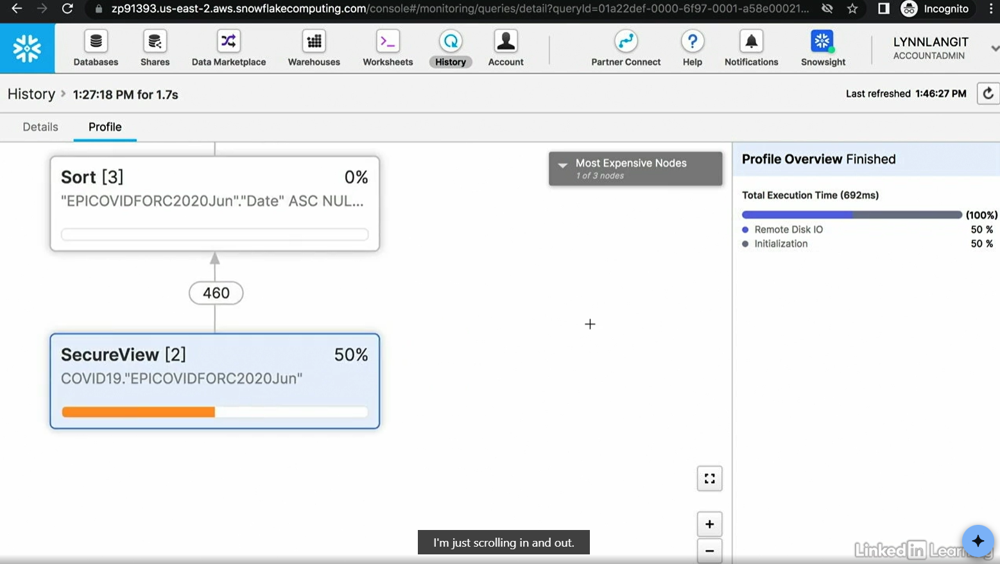 zp91393.us-east-2.aws.snowflakecomputing.com/console#/monitoring/queries/detail?queryId=01a22def-0000-6f97-0001-a58e00021...
Incognito
Databases
Shares
Data Marketplace
Warehouses
Worksheets
History
Account
Partner Connect
Help
Notifications
Snowsight
LYNNLANGIT
ACCOUNTADMIN
History > 1:27:18 PM for 1.7s
Last refreshed 1:46:27 PM
Details
Profile
Sort [3]
0%
"EPICOVIDFORC2020Jun"."Date" ASC NUL...
460
SecureView [2]
50%
COVID19."EPICOVIDFORC2020Jun"
Most Expensive Nodes
1 of 3 nodes
Profile Overview Finished
Total Execution Time (692ms)
(100%)
Remote Disk IO
50 %
Initialization
50 %
+
−
I'm just scrolling in and out.
Linked in Learning